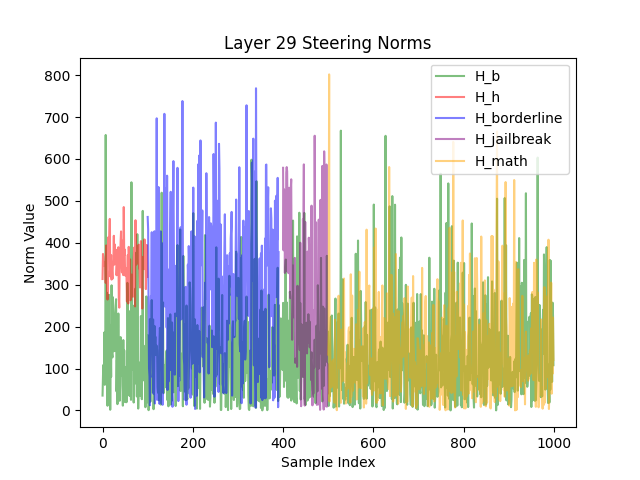 Layer 29 Steering Norms
Norm Value
800
700
600
500
400
300
200
100
0
H_b
H_h
H_borderline
H_jailbreak
H_math
0
200
400
600
800
1000
Sample Index